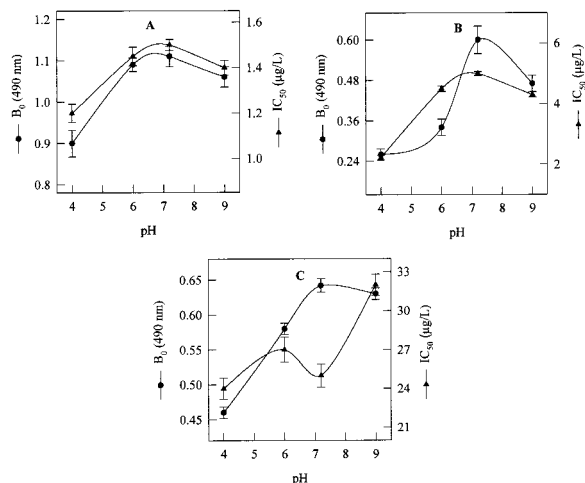 A
1.2
1.1
1.0
0.9
0.8
B₀ (490 nm)
1.6
1.4
1.2
1.0
IC₅₀ (µg/L)
4 5 6 7 8 9
pH
B
0.60
0.48
0.36
0.24
B₀ (490 nm)
6
4
2
IC₅₀ (µg/L)
4 5 6 7 8 9
pH
C
0.65
0.60
0.55
0.50
0.45
B₀ (490 nm)
33
30
27
24
21
IC₅₀ (µg/L)
4 5 6 7 8 9
pH